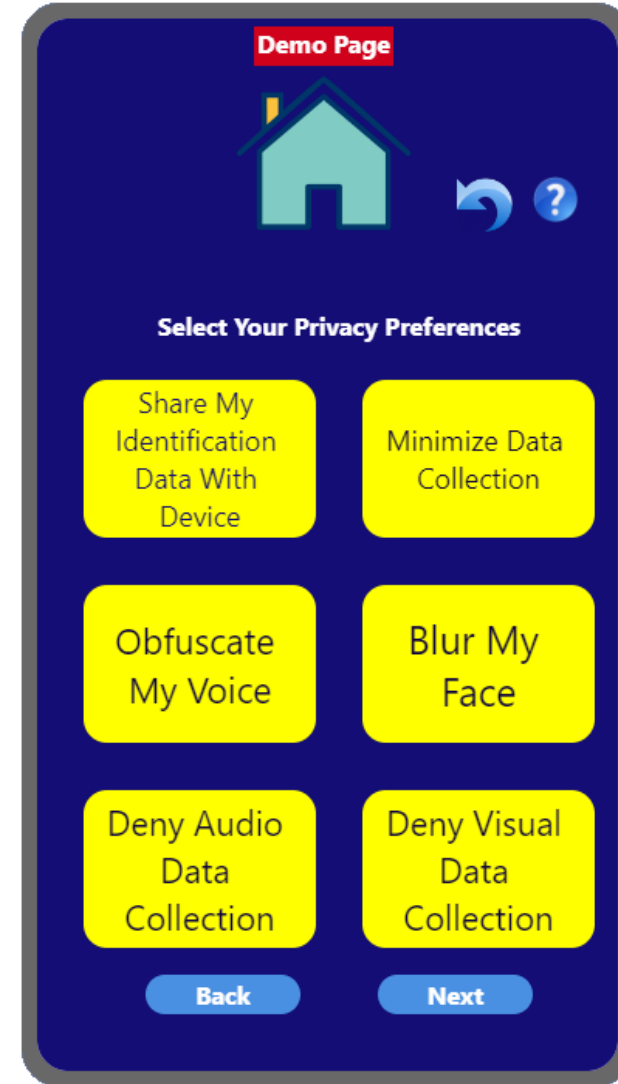 Demo Page
?
Select Your Privacy Preferences
Share My
Identification
Data With
Device
Minimize Data
Collection
Obfuscate
My Voice
Blur My
Face
Deny Audio
Data
Collection
Deny Visual
Data
Collection
Back
Next